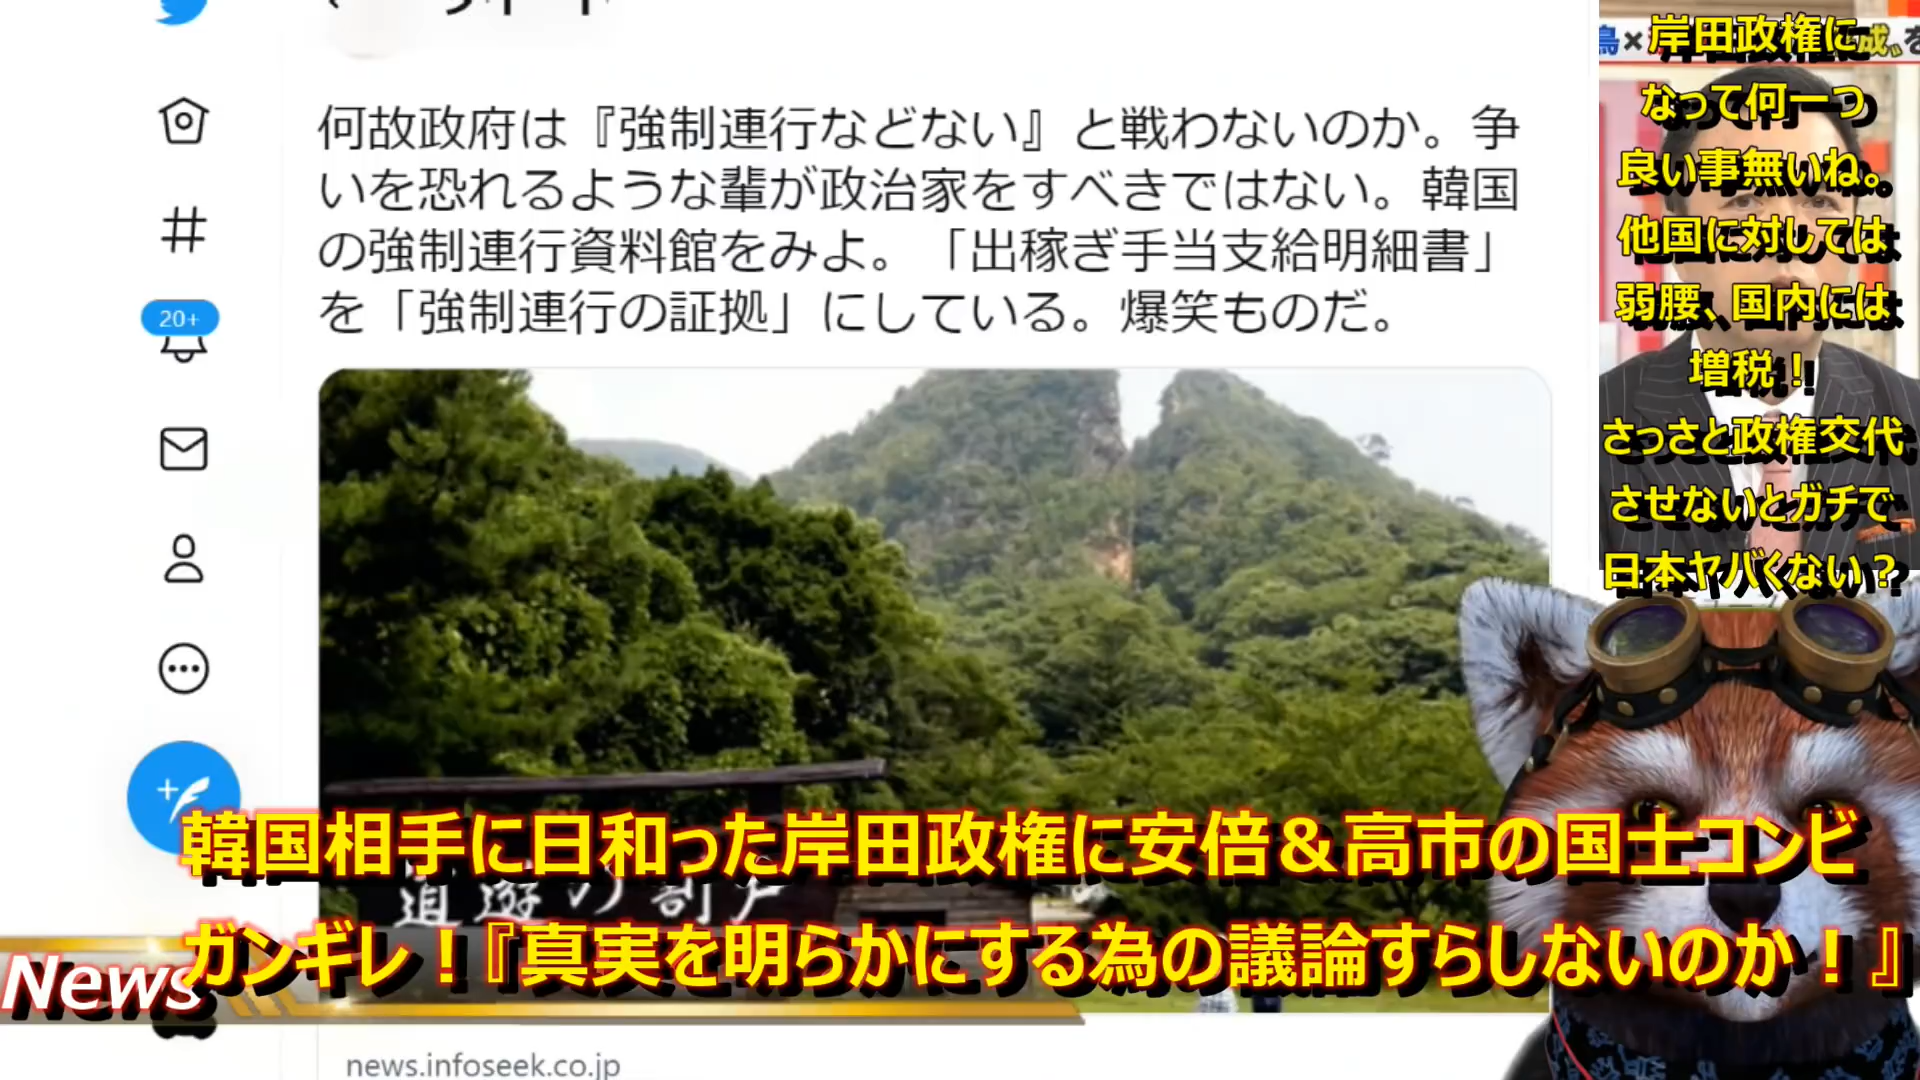 何故政府は『強制連行などない』と戦わないのか。争
いを恐れるような輩が政治家をすべきではない。韓国
の強制連行資料館をみよ。「出稼ぎ手当支給明細書」
を「強制連行の証拠」にしている。爆笑ものだ。
20+
道遊の割戸
news.infoseek.co.jp
岸田政権に
なって何一つ
良い事無いね。
他国に対しては
弱腰、国内には
増税！
さっさと政権交代
させないとガチで
日本ヤバくない？
韓国相手に日和った岸田政権に安倍＆高市の国士コンビ
ガンギレ！『真実を明らかにする為の議論すらしないのか！』
News